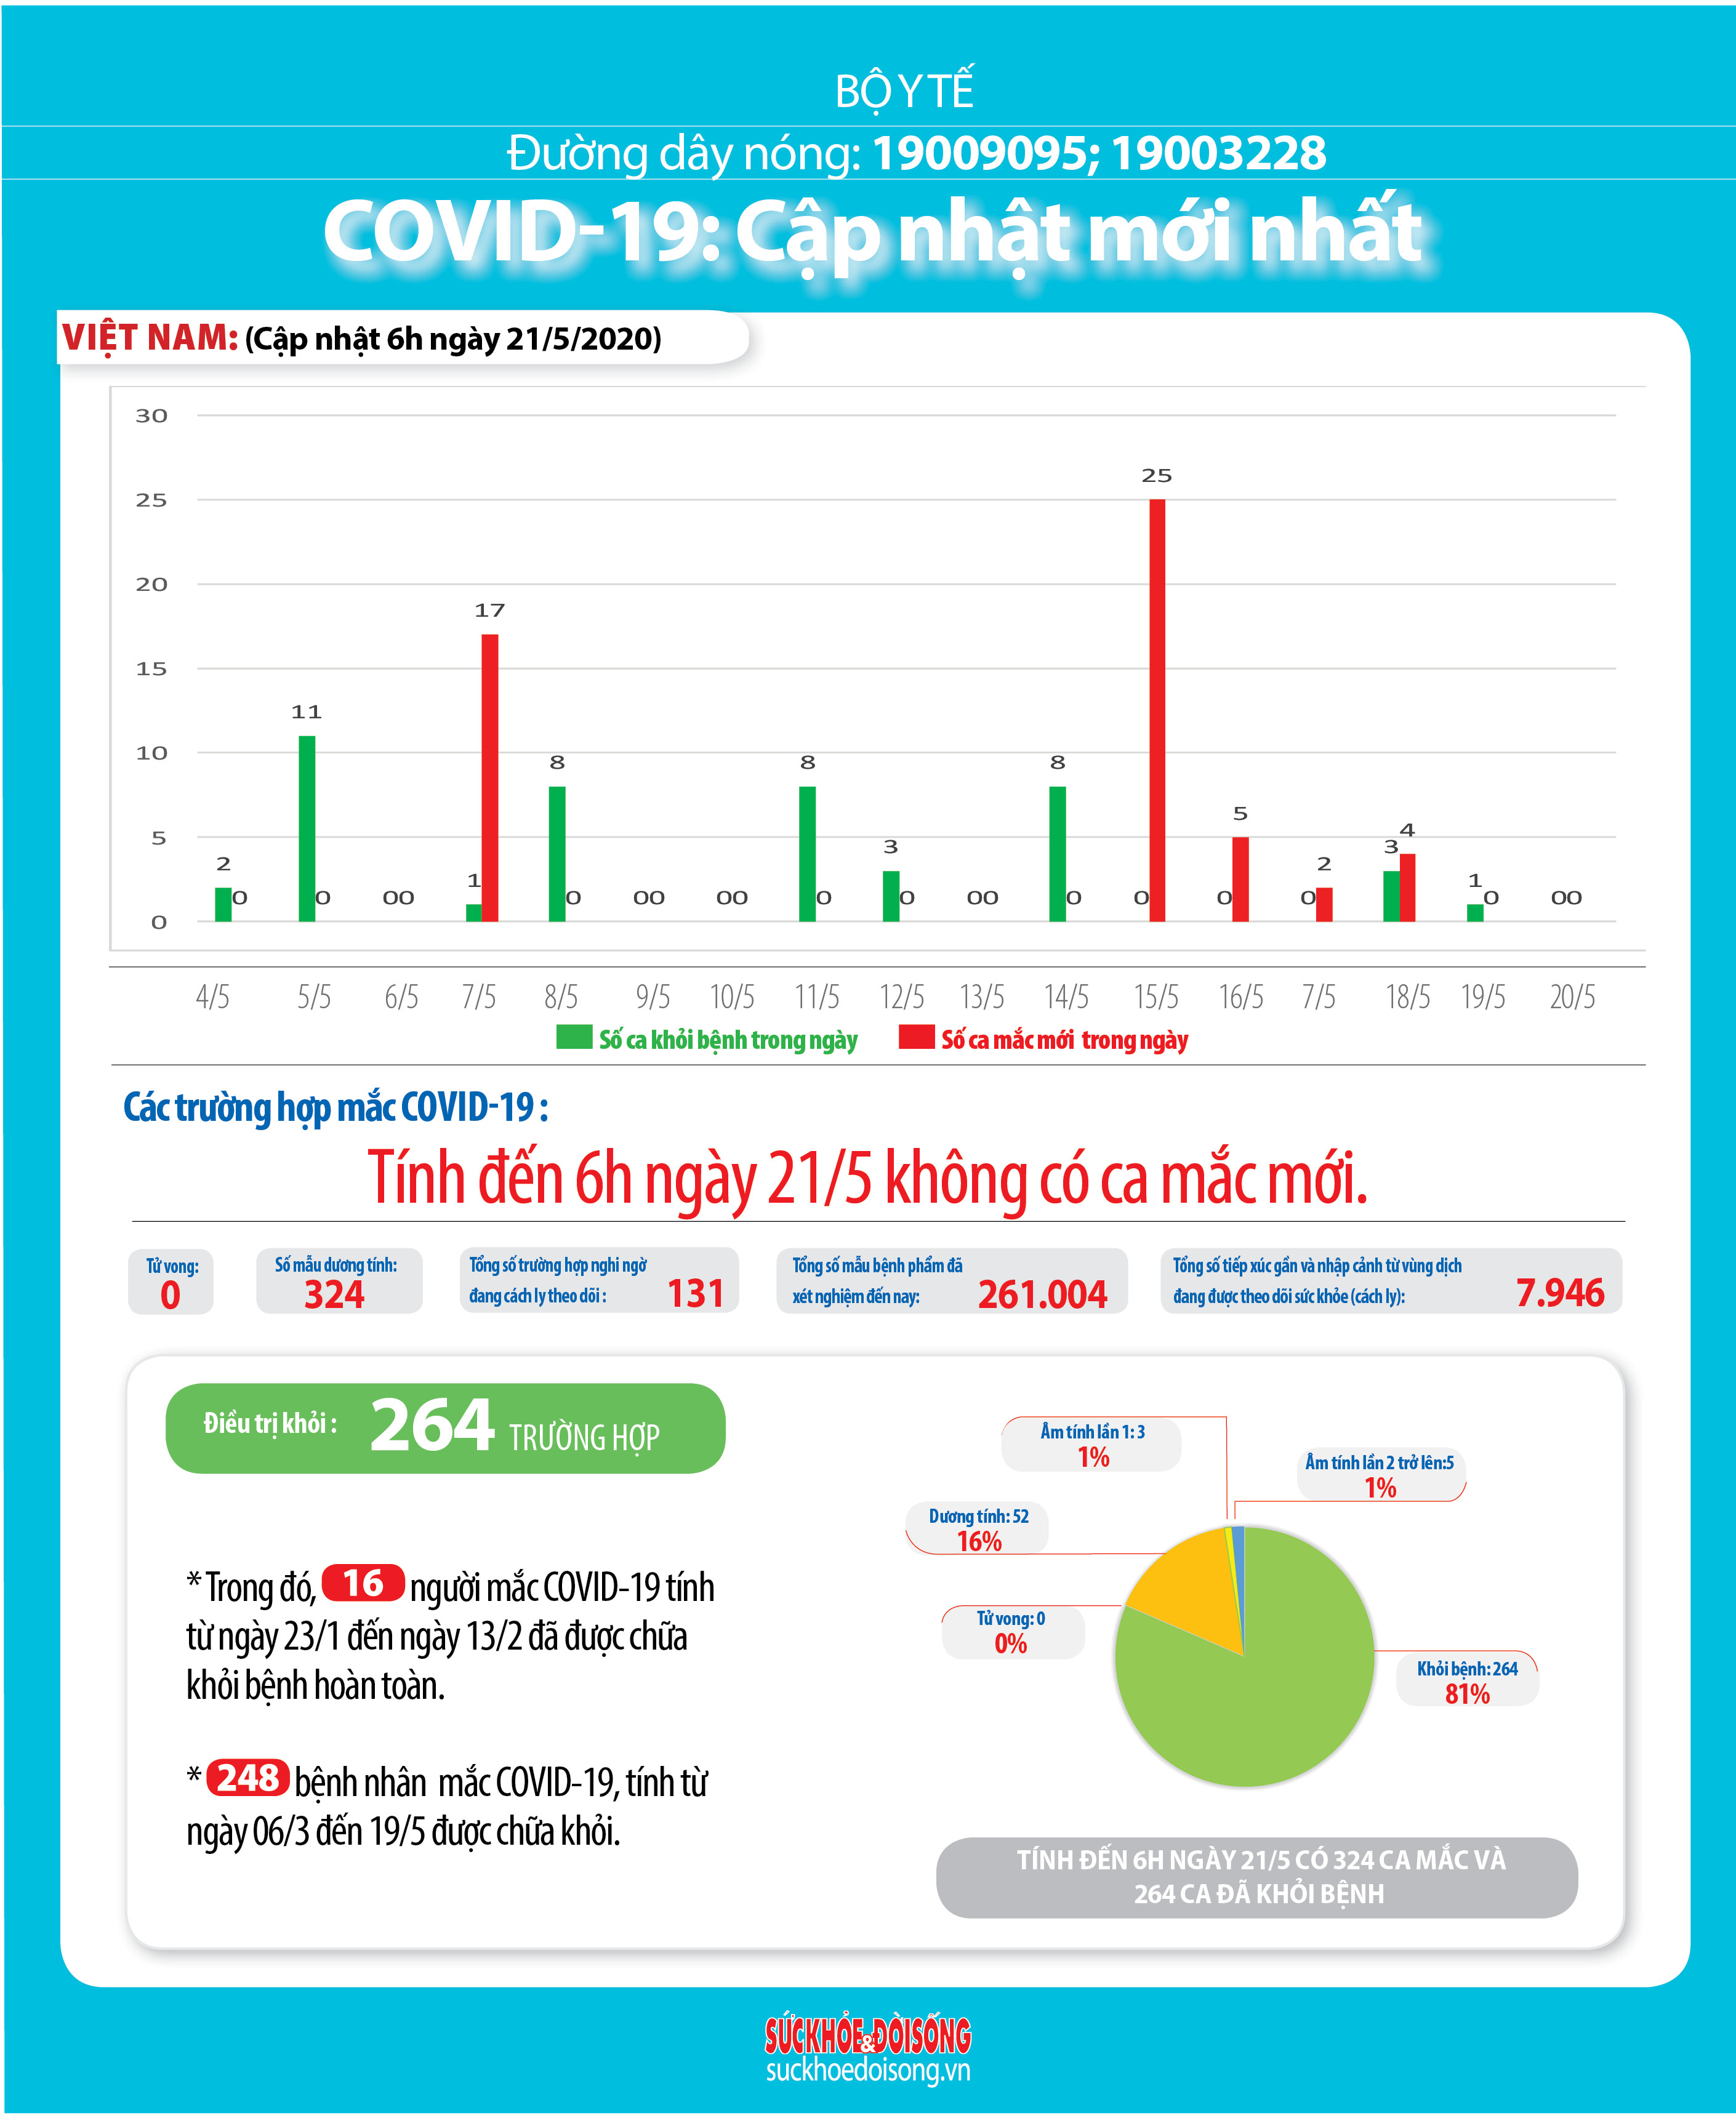 BỘ Y TẾ
Đường dây nóng: 19009095; 19003228
COVID-19: Cập nhật mới nhất
VIỆT NAM: (Cập nhật 6h ngày 21/5/2020)
30
25
20
15
10
5
0
2 0 11 0 0 0 1 17 8 0 0 0 0 0 8 0 3 0 0 0 8 0 0 25 0 5 0 2 3 4 1 0 0 0
4/5 5/5 6/5 7/5 8/5 9/5 10/5 11/5 12/5 13/5 14/5 15/5 16/5 7/5 18/5 19/5 20/5
Số ca khỏi bệnh trong ngày Số ca mắc mới trong ngày
Các trường hợp mắc COVID-19 :
Tính đến 6h ngày 21/5 không có ca mắc mới.
Tử vong:
0
Số mẫu dương tính:
324
Tổng số trường hợp nghi ngờ
đang cách ly theo dõi : 131
Tổng số mẫu bệnh phẩm đã
xét nghiệm đến nay: 261.004
Tổng số tiếp xúc gần và nhập cảnh từ vùng dịch
đang được theo dõi sức khỏe (cách ly): 7.946
Điều trị khỏi : 264 TRƯỜNG HỢP
* Trong đó, 16 người mắc COVID-19 tính
từ ngày 23/1 đến ngày 13/2 đã được chữa
khỏi bệnh hoàn toàn.
* 248 bệnh nhân mắc COVID-19, tính từ
ngày 06/3 đến 19/5 được chữa khỏi.
Âm tính lần 1: 3
1%
Âm tính lần 2 trở lên:5
1%
Dương tính: 52
16%
Tử vong: 0
0%
Khỏi bệnh: 264
81%
TÍNH ĐẾN 6H NGÀY 21/5 CÓ 324 CA MẮC VÀ
264 CA ĐÃ KHỎI BỆNH
SỨC KHỎE & ĐỜI SỐNG
suckhoedoisong.vn